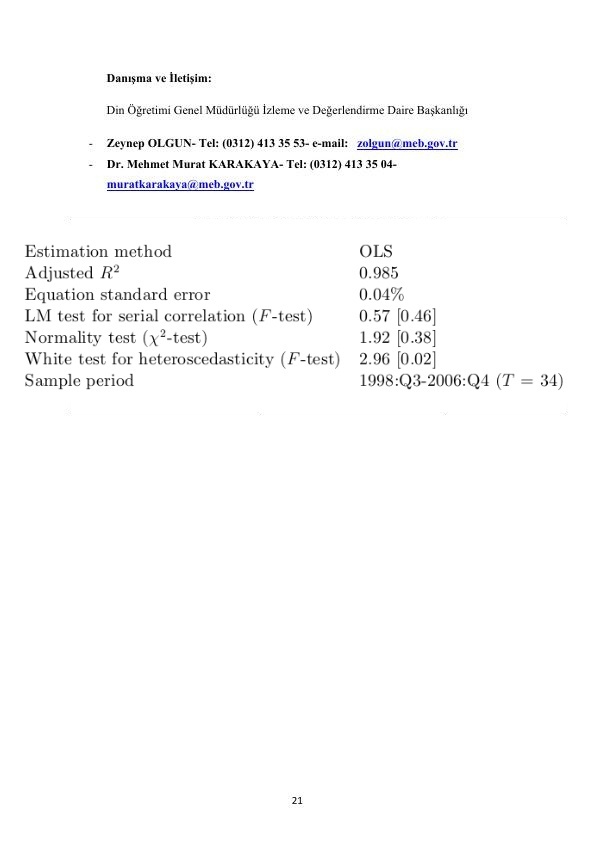 Danışma ve İletişim:
Din Öğretimi Genel Müdürlüğü İzleme ve Değerlendirme Daire Başkanlığı
- Zeynep OLGUN- Tel: (0312) 413 35 53- e-mail: zolgun@meb.gov.tr
- Dr. Mehmet Murat KARAKAYA- Tel: (0312) 413 35 04-
muratkarakaya@meb.gov.tr
Estimation method OLS
Adjusted R² 0.985
Equation standard error 0.04%
LM test for serial correlation (F-test) 0.57 [0.46]
Normality test (χ²-test) 1.92 [0.38]
White test for heteroscedasticity (F-test) 2.96 [0.02]
Sample period 1998:Q3-2006:Q4 (T = 34)
21